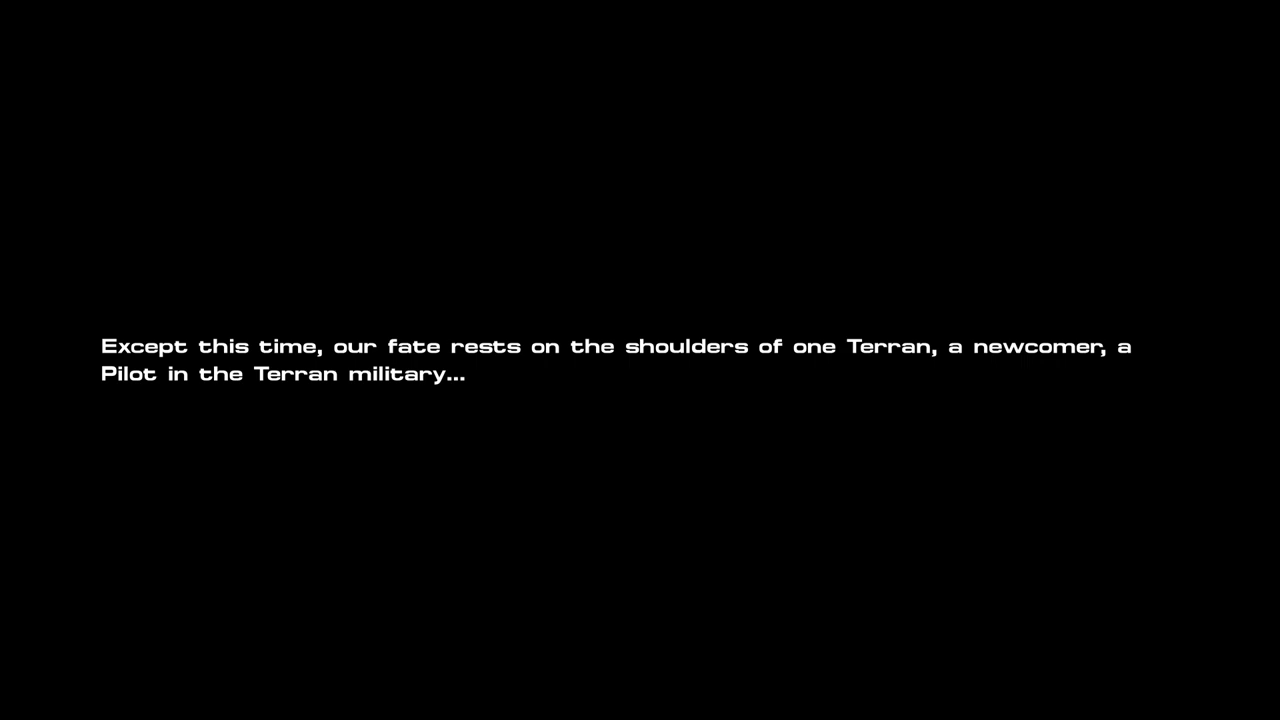 Except this time, our fate rests on the shoulders of one Terran, a newcomer, a
Pilot in the Terran military...